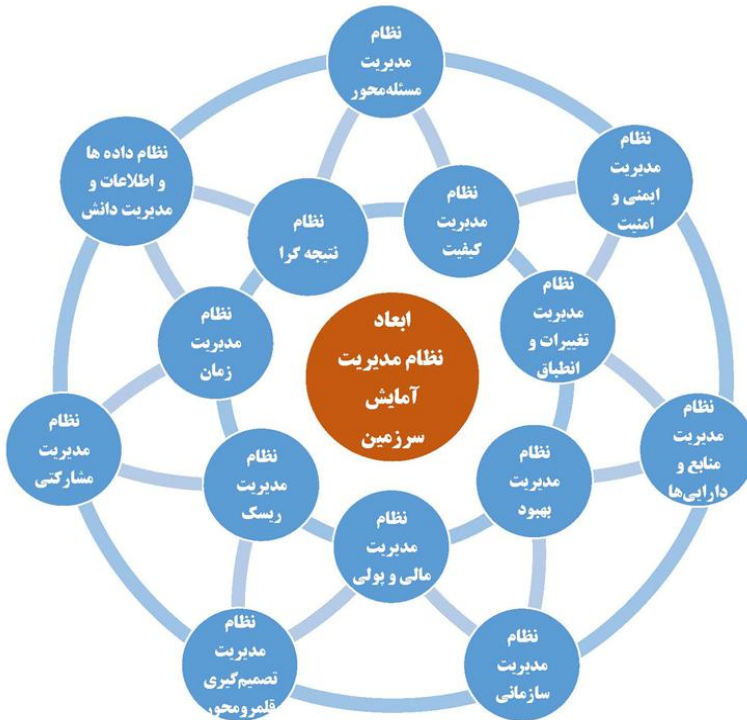 نظام
مدیریت
مسئله‌محور
نظام
مدیریت
ایمنی و
امنیت
نظام داده ها
و اطلاعات و
مدیریت دانش
نظام
مدیریت
کیفیت
نظام
نتیجه گرا
نظام
مدیریت
تغییرات و
انطباق
نظام
مدیریت
زمان
ابعاد
نظام مدیریت
آمایش
سرزمین
نظام
مدیریت
منابع و
دارایی‌ها
نظام
مدیریت
مشارکتی
نظام
مدیریت
بهبود
نظام
مدیریت
ریسک
نظام
مدیریت
مالی و پولی
نظام
مدیریت
سازمانی
نظام
مدیریت
تصمیم‌گیری
قلمرومحور